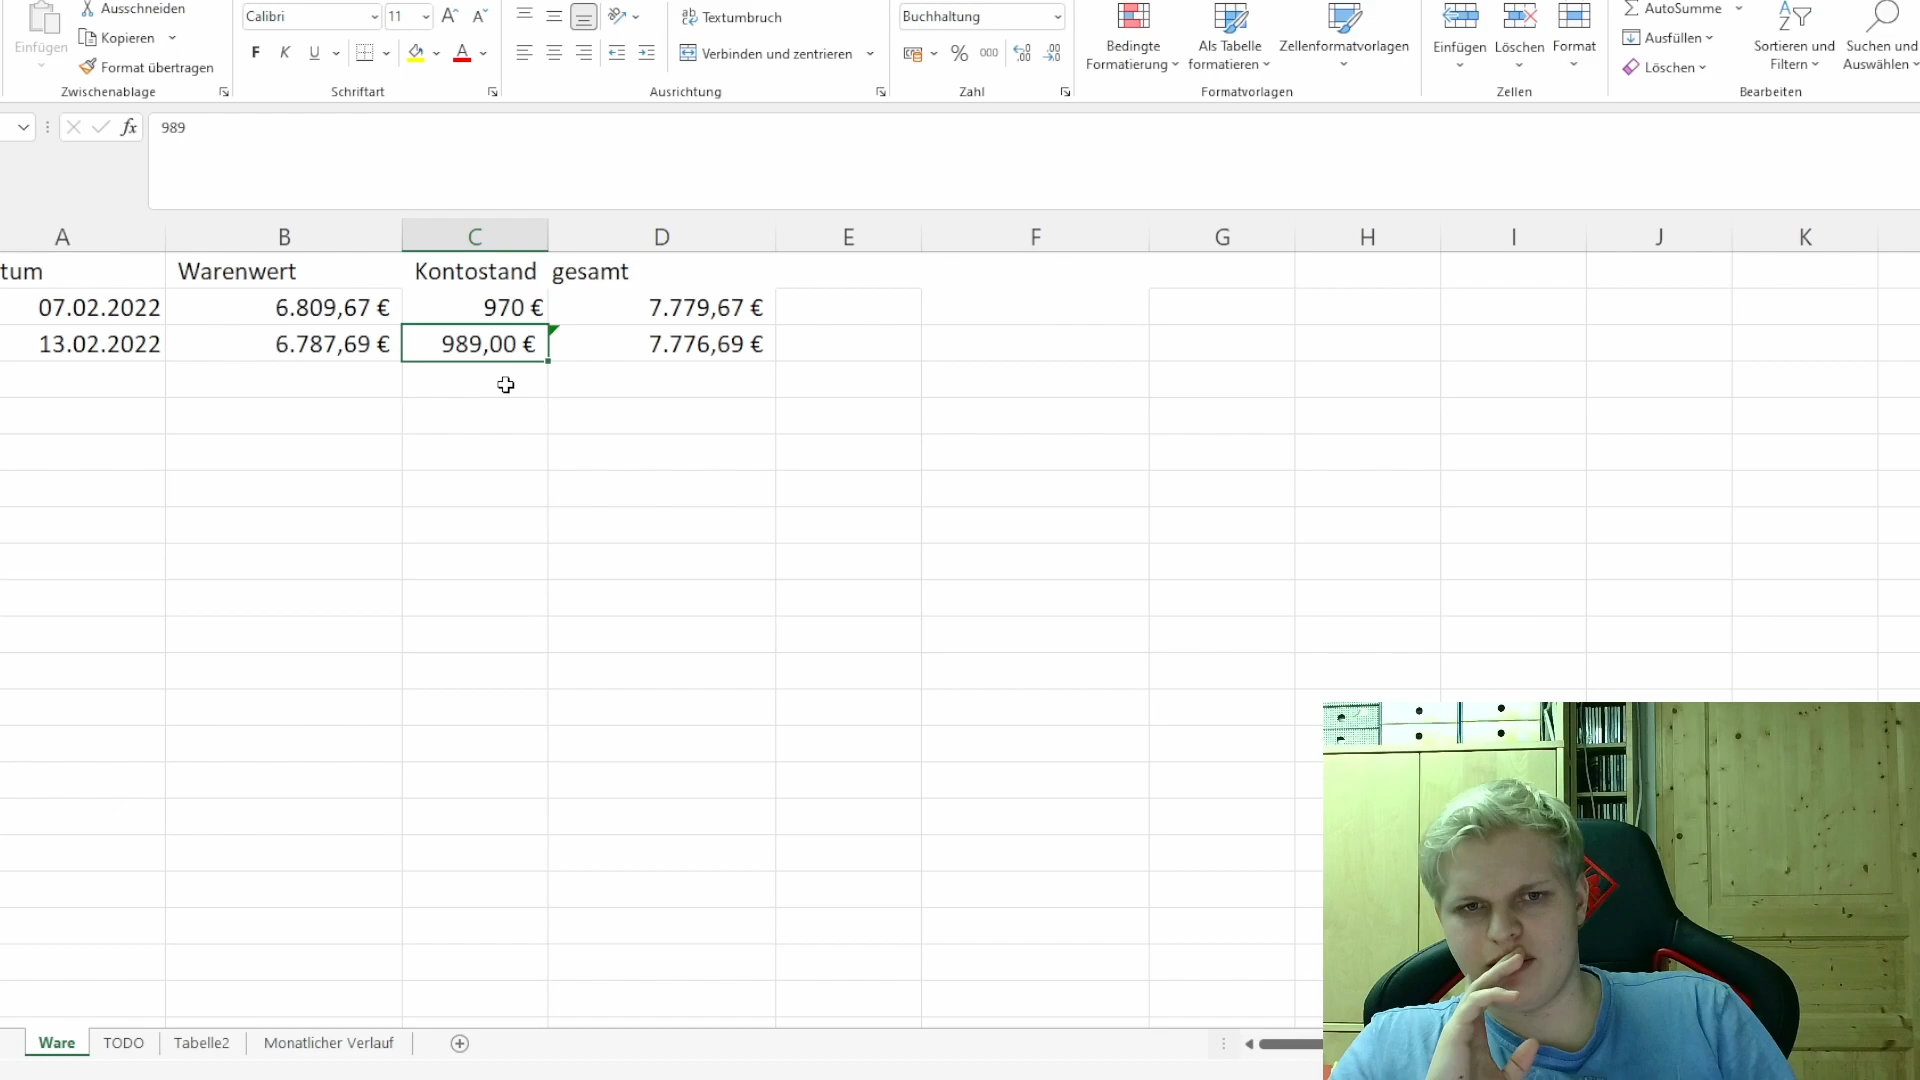 Ausschneiden
Calibri 11 A A Textumbruch Buchhaltung AutoSumme
Einfügen Kopieren Bedingte Formatierung Als Tabelle formatieren Zellenformatvorlagen Einfügen Löschen Format Ausfüllen Sortieren und Filtern Suchen und Auswählen
Format übertragen F K U A Verbinden und zentrieren % 000 Löschen
Zwischenablage Schriftart Ausrichtung Zahl Formatvorlagen Zellen Bearbeiten
fx 989
A B C D E F G H I J K
tum Warenwert Kontostand gesamt
07.02.2022 6.809,67 € 970 € 7.779,67 €
13.02.2022 6.787,69 € 989,00 € 7.776,69 €
Ware TODO Tabelle2 Monatlicher Verlauf